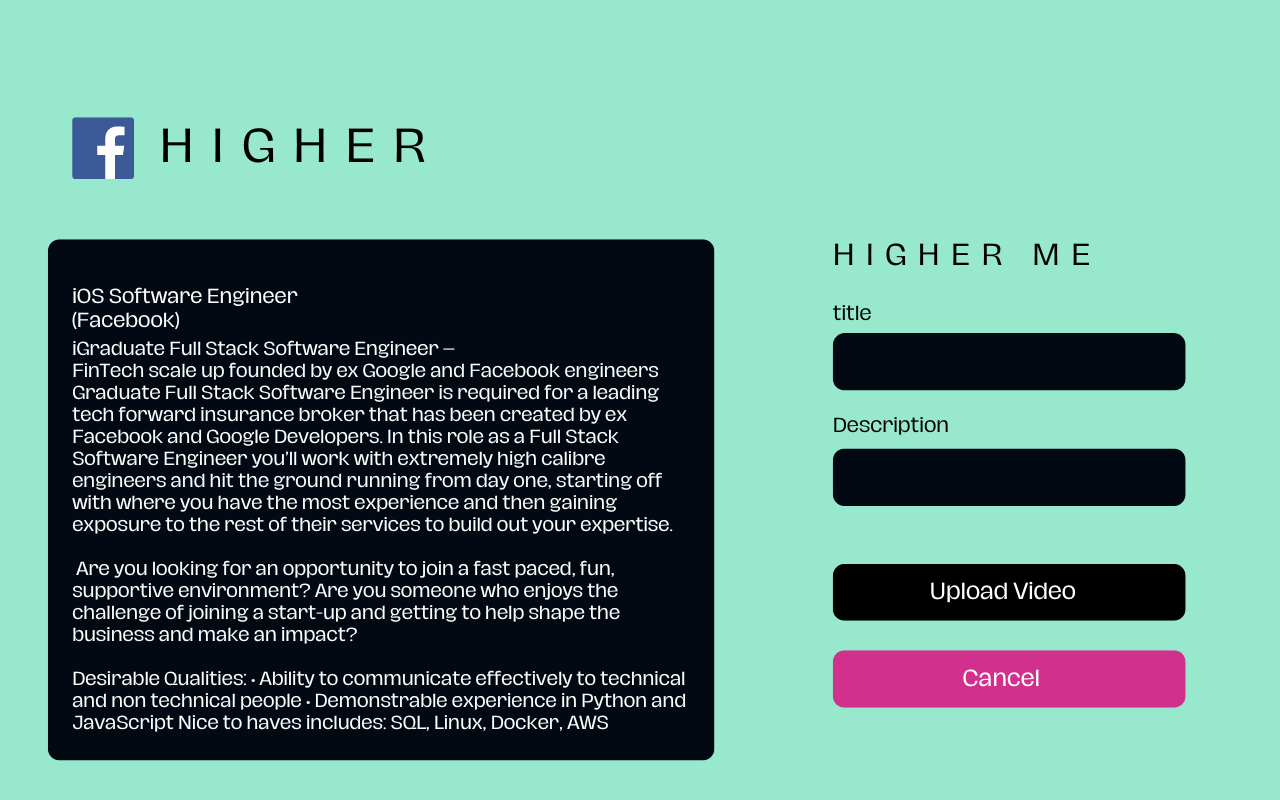 f HIGHER
iOS Software Engineer
(Facebook)
iGraduate Full Stack Software Engineer –
FinTech scale up founded by ex Google and Facebook engineers
Graduate Full Stack Software Engineer is required for a leading
tech forward insurance broker that has been created by ex
Facebook and Google Developers. In this role as a Full Stack
Software Engineer you'll work with extremely high calibre
engineers and hit the ground running from day one, starting off
with where you have the most experience and then gaining
exposure to the rest of their services to build out your expertise.
Are you looking for an opportunity to join a fast paced, fun,
supportive environment? Are you someone who enjoys the
challenge of joining a start-up and getting to help shape the
business and make an impact?
Desirable Qualities: • Ability to communicate effectively to technical
and non technical people • Demonstrable experience in Python and
JavaScript Nice to haves includes: SQL, Linux, Docker, AWS
HIGHER ME
title
Description
Upload Video
Cancel